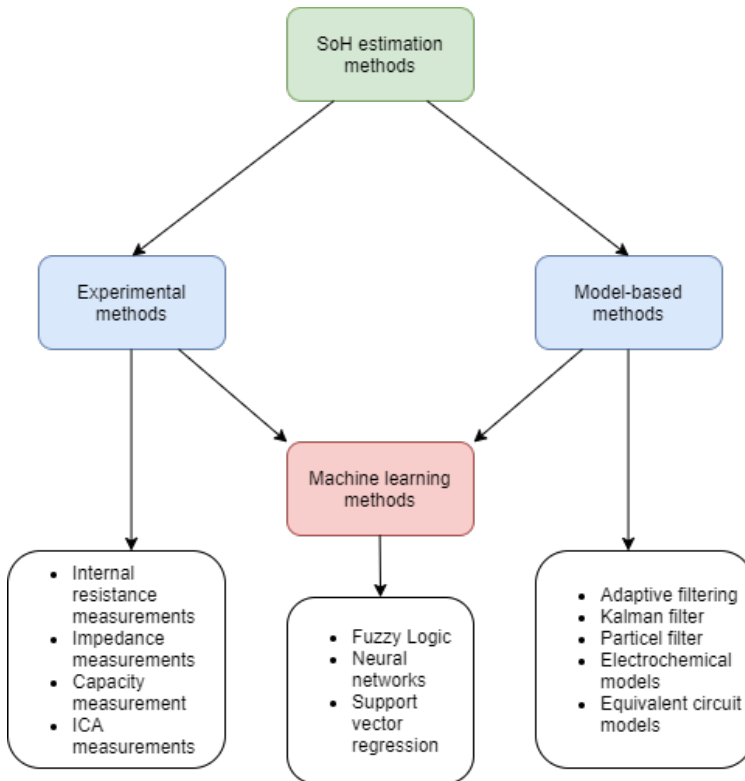 SoH estimation
methods
Experimental
methods
Model-based
methods
Machine learning
methods
• Internal
resistance
measurements
• Impedance
measurements
• Capacity
measurement
• ICA
measurements
• Fuzzy Logic
• Neural
networks
• Support
vector
regression
• Adaptive filtering
• Kalman filter
• Particel filter
• Electrochemical
models
• Equivalent circuit
models